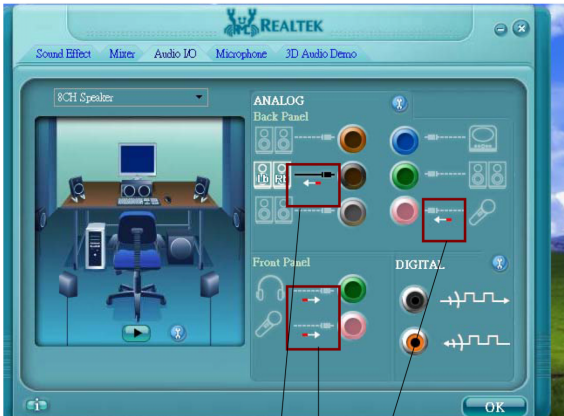 REALTEK
Sound Effect Mixer Audio I/O Microphone 3D Audio Demo
8CH Speaker
ANALOG
Back Panel
Front Panel
DIGITAL
OK